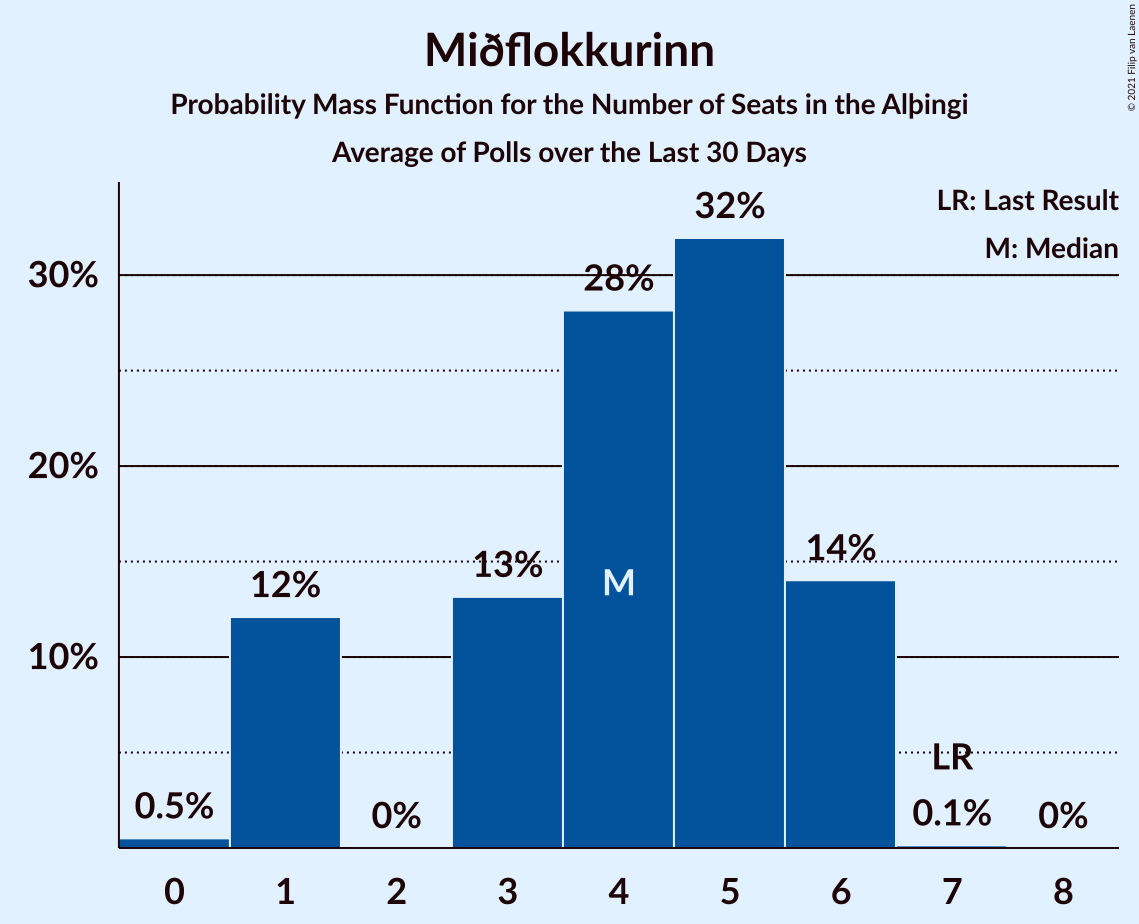 Miðflokkurinn
Probability Mass Function for the Number of Seats in the Alþingi
Average of Polls over the Last 30 Days
© 2021 Filip van Laenen
LR: Last Result
M: Median
32%
30%
28%
20%
14%
13%
12%
M
10%
LR
0.5%
0%
0.1%
0%
0 1 2 3 4 5 6 7 8